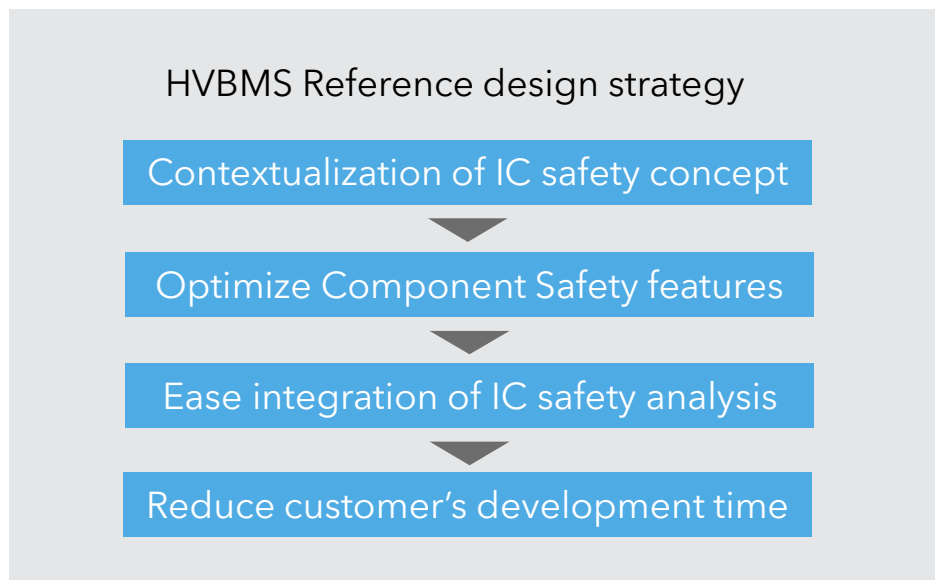 HVBMS Reference design strategy
Contextualization of IC safety concept
Optimize Component Safety features
Ease integration of IC safety analysis
Reduce customer’s development time